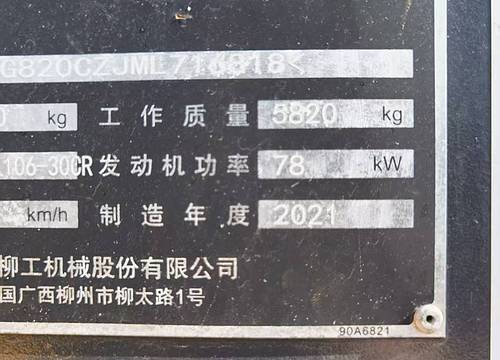 G820CZJML716818<
0 kg 工作质量 5820 kg
106-30CR 发动机功率 78 kW
km/h 制造年度 2021
柳工机械股份有限公司
国广西柳州市柳太路1号
90A6821